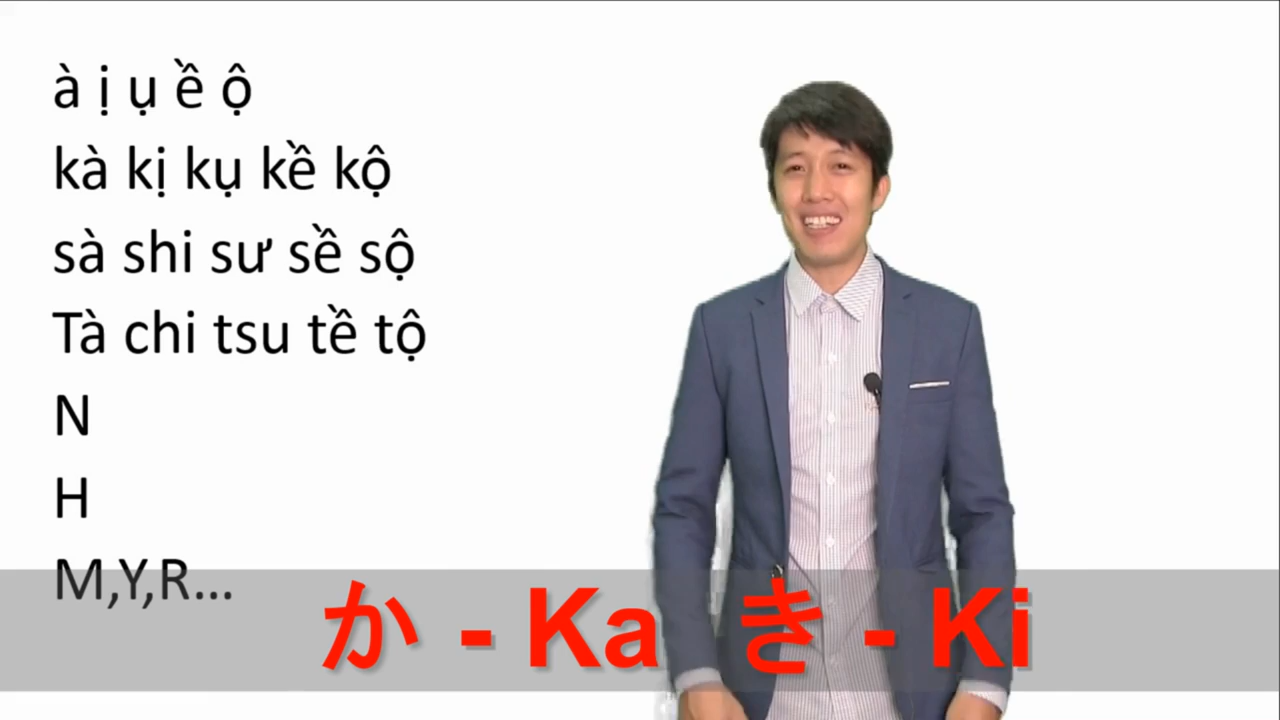 à ị ụ ề ộ
kà kị kụ kề kộ
sà shi sư sề sộ
Tà chi tsu tề tộ
N
H
M,Y,R...
か - Ka き - Ki